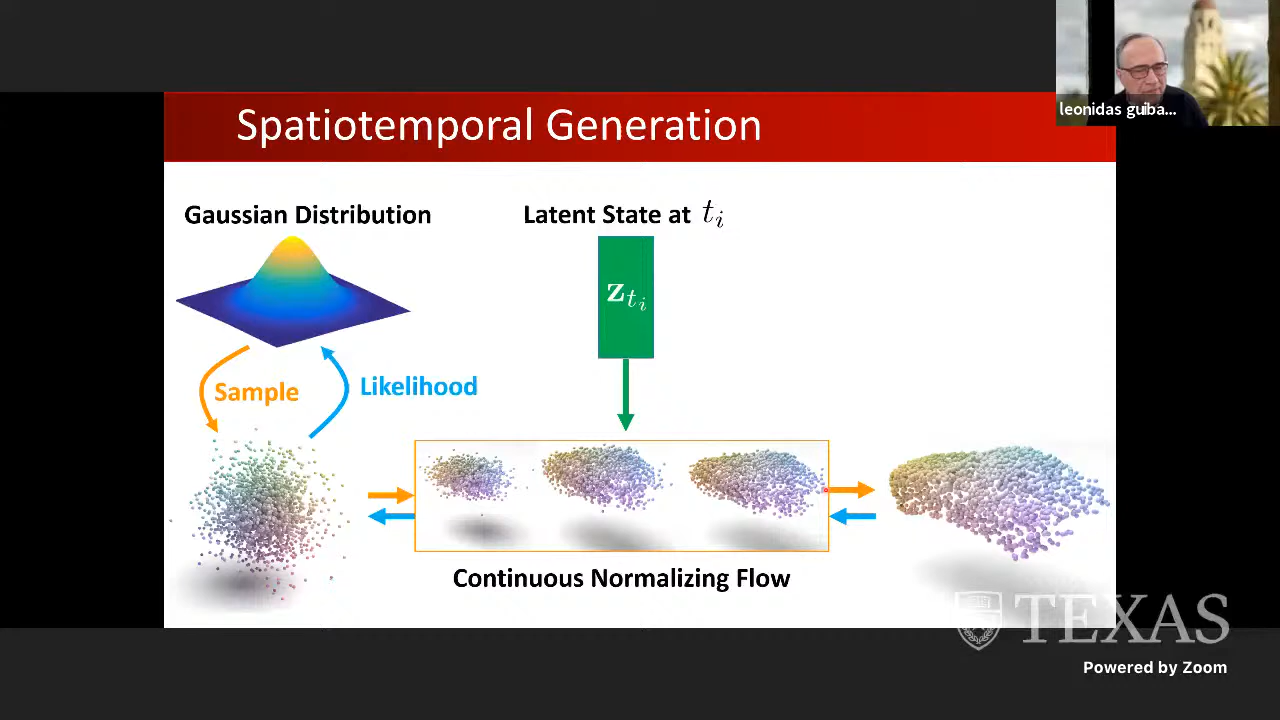 leonidas guiba...
Spatiotemporal Generation
Gaussian Distribution
Latent State at t_i
z_{t_i}
Sample
Likelihood
Continuous Normalizing Flow
TEXAS
Powered by Zoom